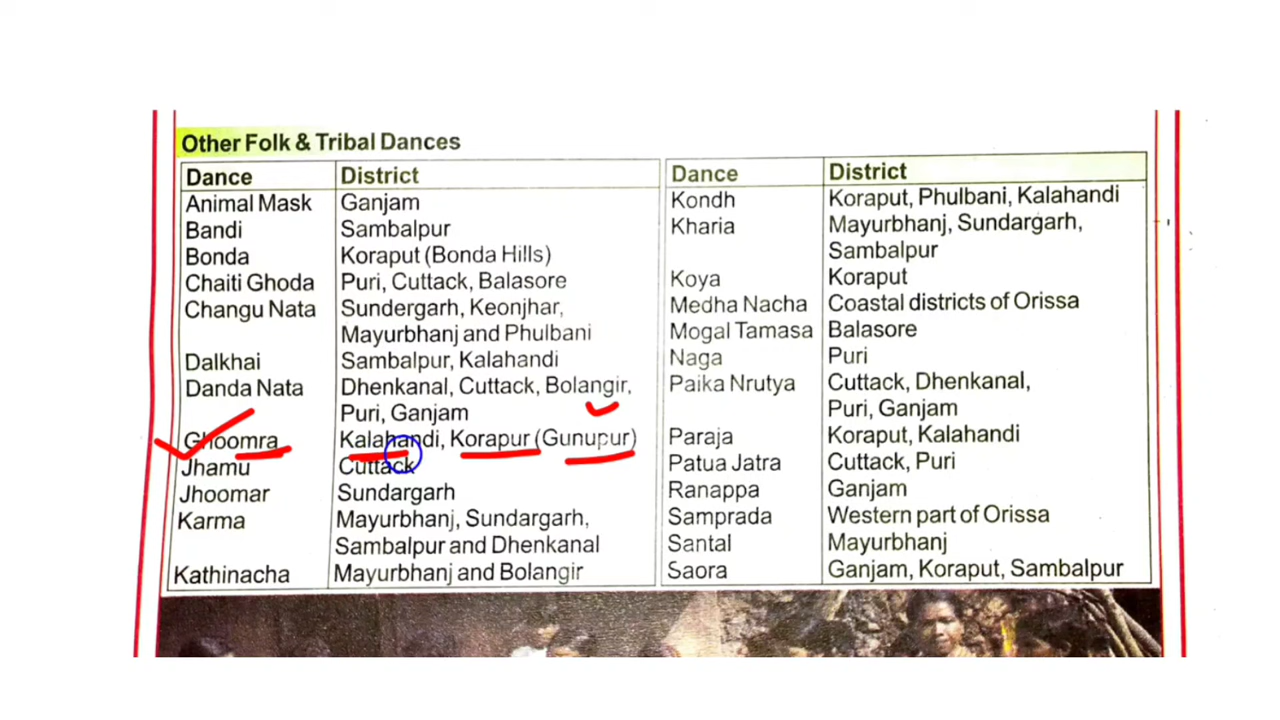 Other Folk & Tribal Dances
Dance District
Animal Mask Ganjam
Bandi Sambalpur
Bonda Koraput (Bonda Hills)
Chaiti Ghoda Puri, Cuttack, Balasore
Changu Nata Sundergarh, Keonjhar,
Mayurbhanj and Phulbani
Dalkhai Sambalpur, Kalahandi
Danda Nata Dhenkanal, Cuttack, Bolangir,
Puri, Ganjam
Ghoomra Kalahandi, Korapur (Gunupur)
Jhamu Cuttack
Jhoomar Sundargarh
Karma Mayurbhanj, Sundargarh,
Sambalpur and Dhenkanal
Kathinacha Mayurbhanj and Bolangir
Dance District
Kondh Koraput, Phulbani, Kalahandi
Kharia Mayurbhanj, Sundargarh,
Sambalpur
Koya Koraput
Medha Nacha Coastal districts of Orissa
Mogal Tamasa Balasore
Naga Puri
Paika Nrutya Cuttack, Dhenkanal,
Puri, Ganjam
Paraja Koraput, Kalahandi
Patua Jatra Cuttack, Puri
Ranappa Ganjam
Samprada Western part of Orissa
Santal Mayurbhanj
Saora Ganjam, Koraput, Sambalpur